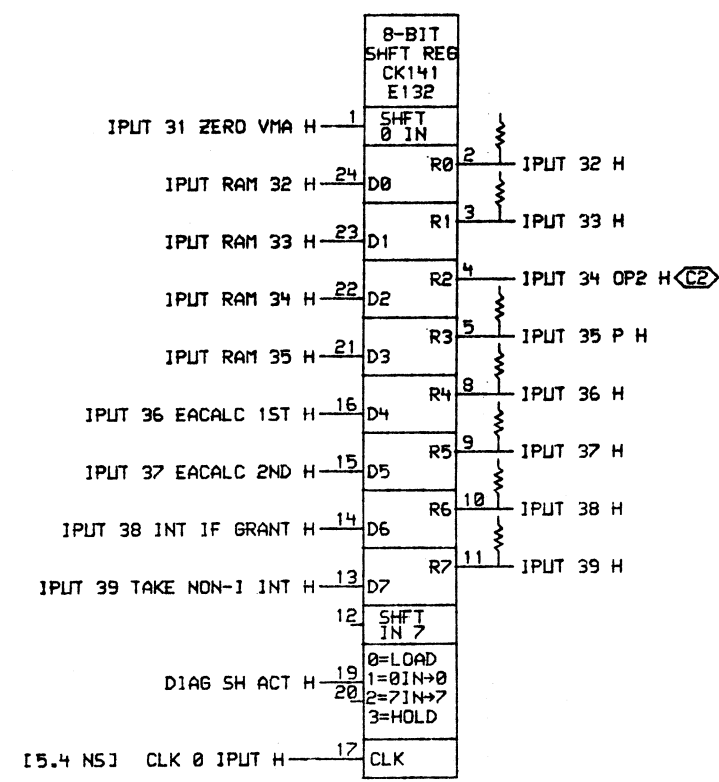 8-BIT
SHFT REG
CK141
E132
IPUT 31 ZERO VMA H 1 SHFT
0 IN
R0 2 IPUT 32 H
IPUT RAM 32 H 24 D0
R1 3 IPUT 33 H
IPUT RAM 33 H 23 D1
R2 4 IPUT 34 OP2 H C2
IPUT RAM 34 H 22 D2
R3 5 IPUT 35 P H
IPUT RAM 35 H 21 D3
R4 8 IPUT 36 H
IPUT 36 EACALC 1ST H 16 D4
R5 9 IPUT 37 H
IPUT 37 EACALC 2ND H 15 D5
R6 10 IPUT 38 H
IPUT 38 INT IF GRANT H 14 D6
R7 11 IPUT 39 H
IPUT 39 TAKE NON-I INT H 13 D7
12 SHFT
IN 7
0=LOAD
DIAG SH ACT H 19 1=0IN→0
20 2=7IN→7
3=HOLD
[5.4 NS] CLK 0 IPUT H 17 CLK